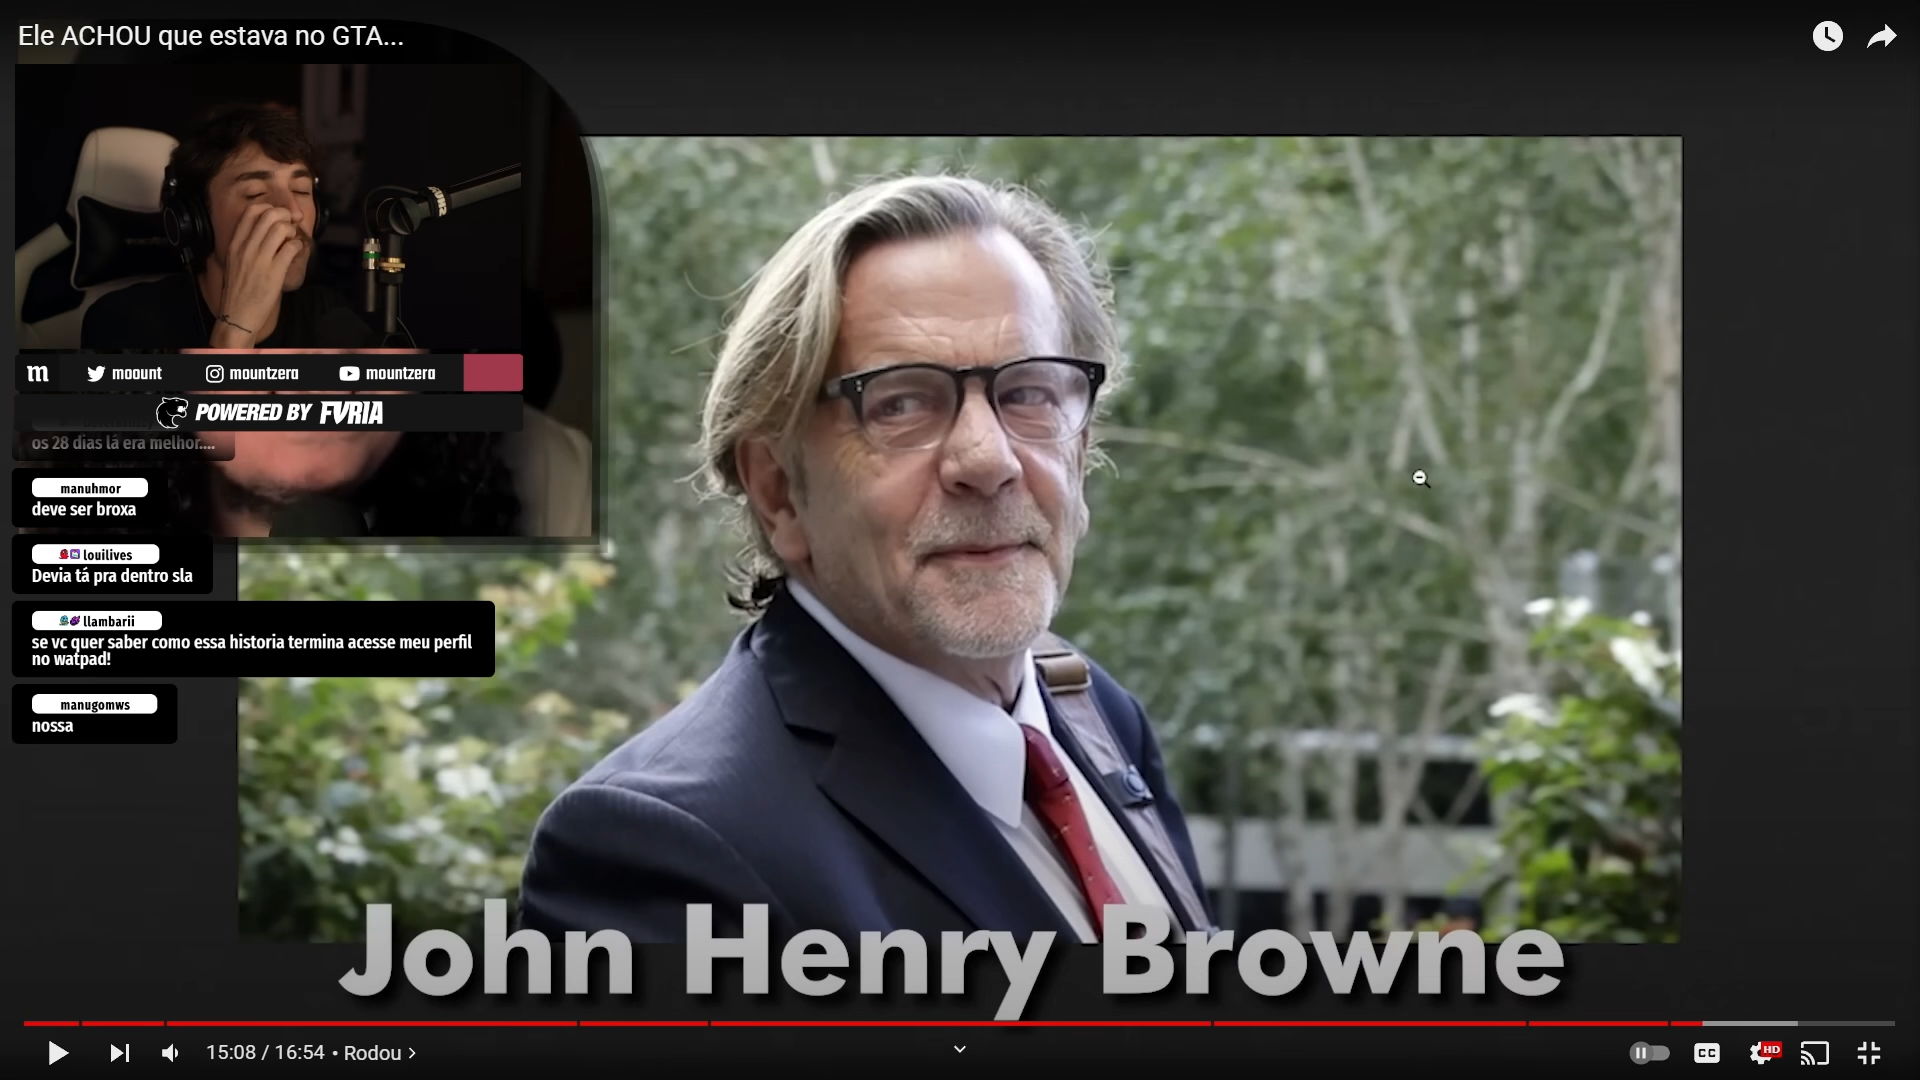 Ele ACHOU que estava no GTA...
m moount mountzera mountzera
POWERED BY FVRIA
os 28 dias lá era melhor....
manuhmor
deve ser broxa
louilives
Devia tá pra dentro sla
llambarii
se vc quer saber como essa historia termina acesse meu perfil
no watpad!
manugomws
nossa
John Henry Browne
15:08 / 16:54 • Rodou >
CC
HD